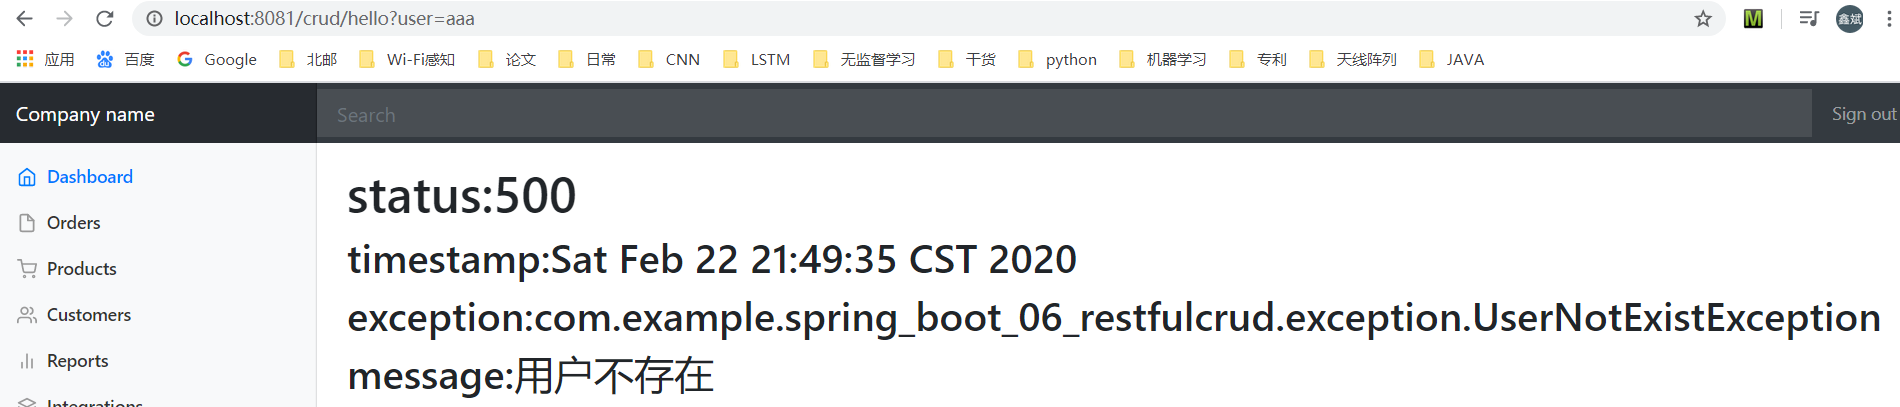 localhost:8081/crud/hello?user=aaa
鑫斌
应用 百度 Google 北邮 Wi-Fi感知 论文 日常 CNN LSTM 无监督学习 干货 python 机器学习 专利 天线阵列 JAVA
Company name Search Sign out
Dashboard
Orders
Products
Customers
Reports
Integrations
status:500
timestamp:Sat Feb 22 21:49:35 CST 2020
exception:com.example.spring_boot_06_restfulcrud.exception.UserNotExistException
message:用户不存在